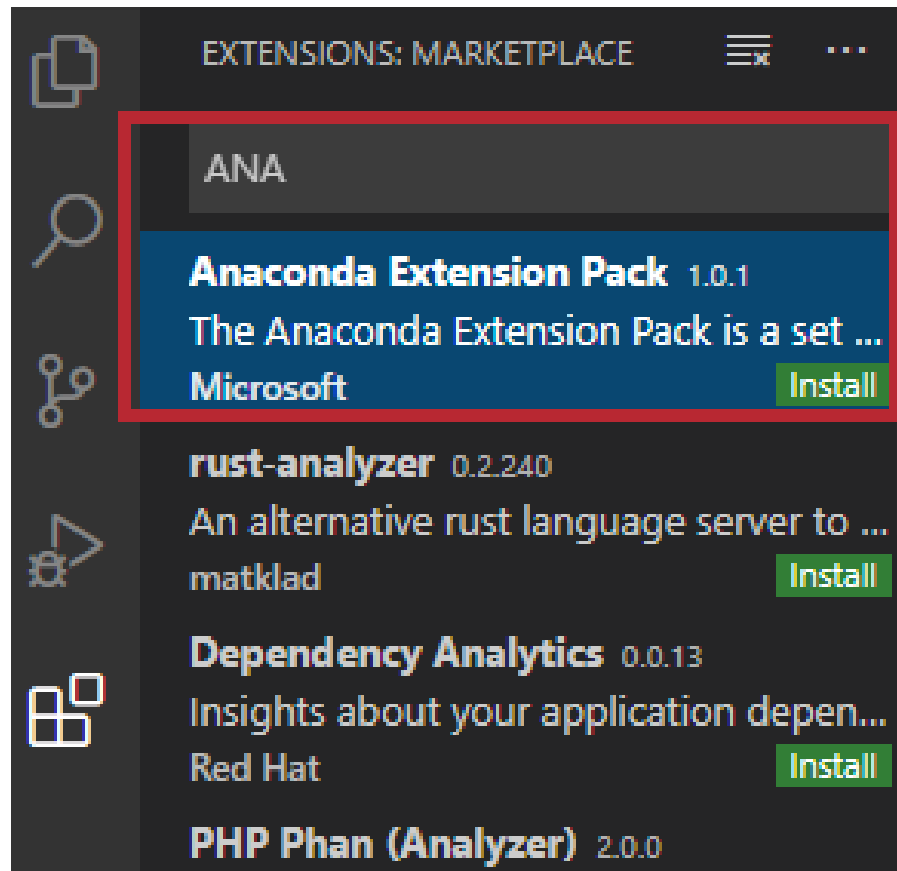 EXTENSIONS: MARKETPLACE
ANA
Anaconda Extension Pack 1.0.1
The Anaconda Extension Pack is a set ...
Microsoft Install
rust-analyzer 0.2.240
An alternative rust language server to ...
matklad Install
Dependency Analytics 0.0.13
Insights about your application depen...
Red Hat Install
PHP Phan (Analyzer) 2.0.0